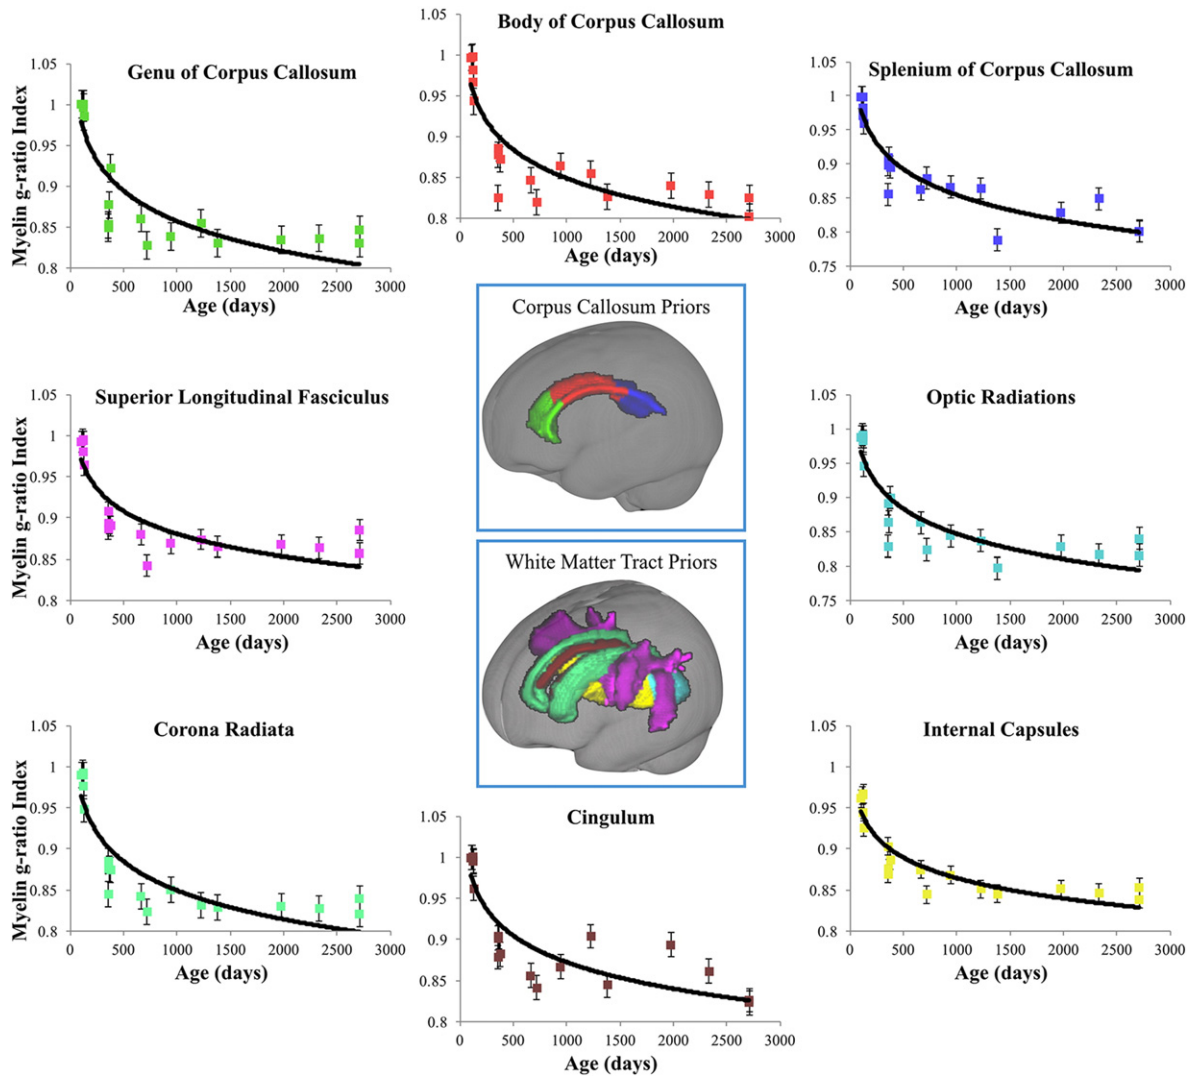 Body of Corpus Callosum
1.05
1
0.95
0.9
0.85
0.8
0 500 1000 1500 2000 2500 3000
Age (days)
Genu of Corpus Callosum
Myelin g-ratio Index
1.05
1
0.95
0.9
0.85
0.8
0 500 1000 1500 2000 2500 3000
Age (days)
Splenium of Corpus Callosum
1.05
1
0.95
0.9
0.85
0.8
0.75
0 500 1000 1500 2000 2500 3000
Age (days)
Corpus Callosum Priors
Superior Longitudinal Fasciculus
Myelin g-ratio Index
1.05
1
0.95
0.9
0.85
0.8
0 500 1000 1500 2000 2500 3000
Age (days)
Optic Radiations
1.05
1
0.95
0.9
0.85
0.8
0.75
0 500 1000 1500 2000 2500 3000
Age (days)
White Matter Tract Priors
Corona Radiata
Myelin g-ratio Index
1.05
1
0.95
0.9
0.85
0.8
0 500 1000 1500 2000 2500 3000
Age (days)
Internal Capsules
1.05
1
0.95
0.9
0.85
0.8
0 500 1000 1500 2000 2500 3000
Age (days)
Cingulum
1.05
1
0.95
0.9
0.85
0.8
0 500 1000 1500 2000 2500 3000
Age (days)